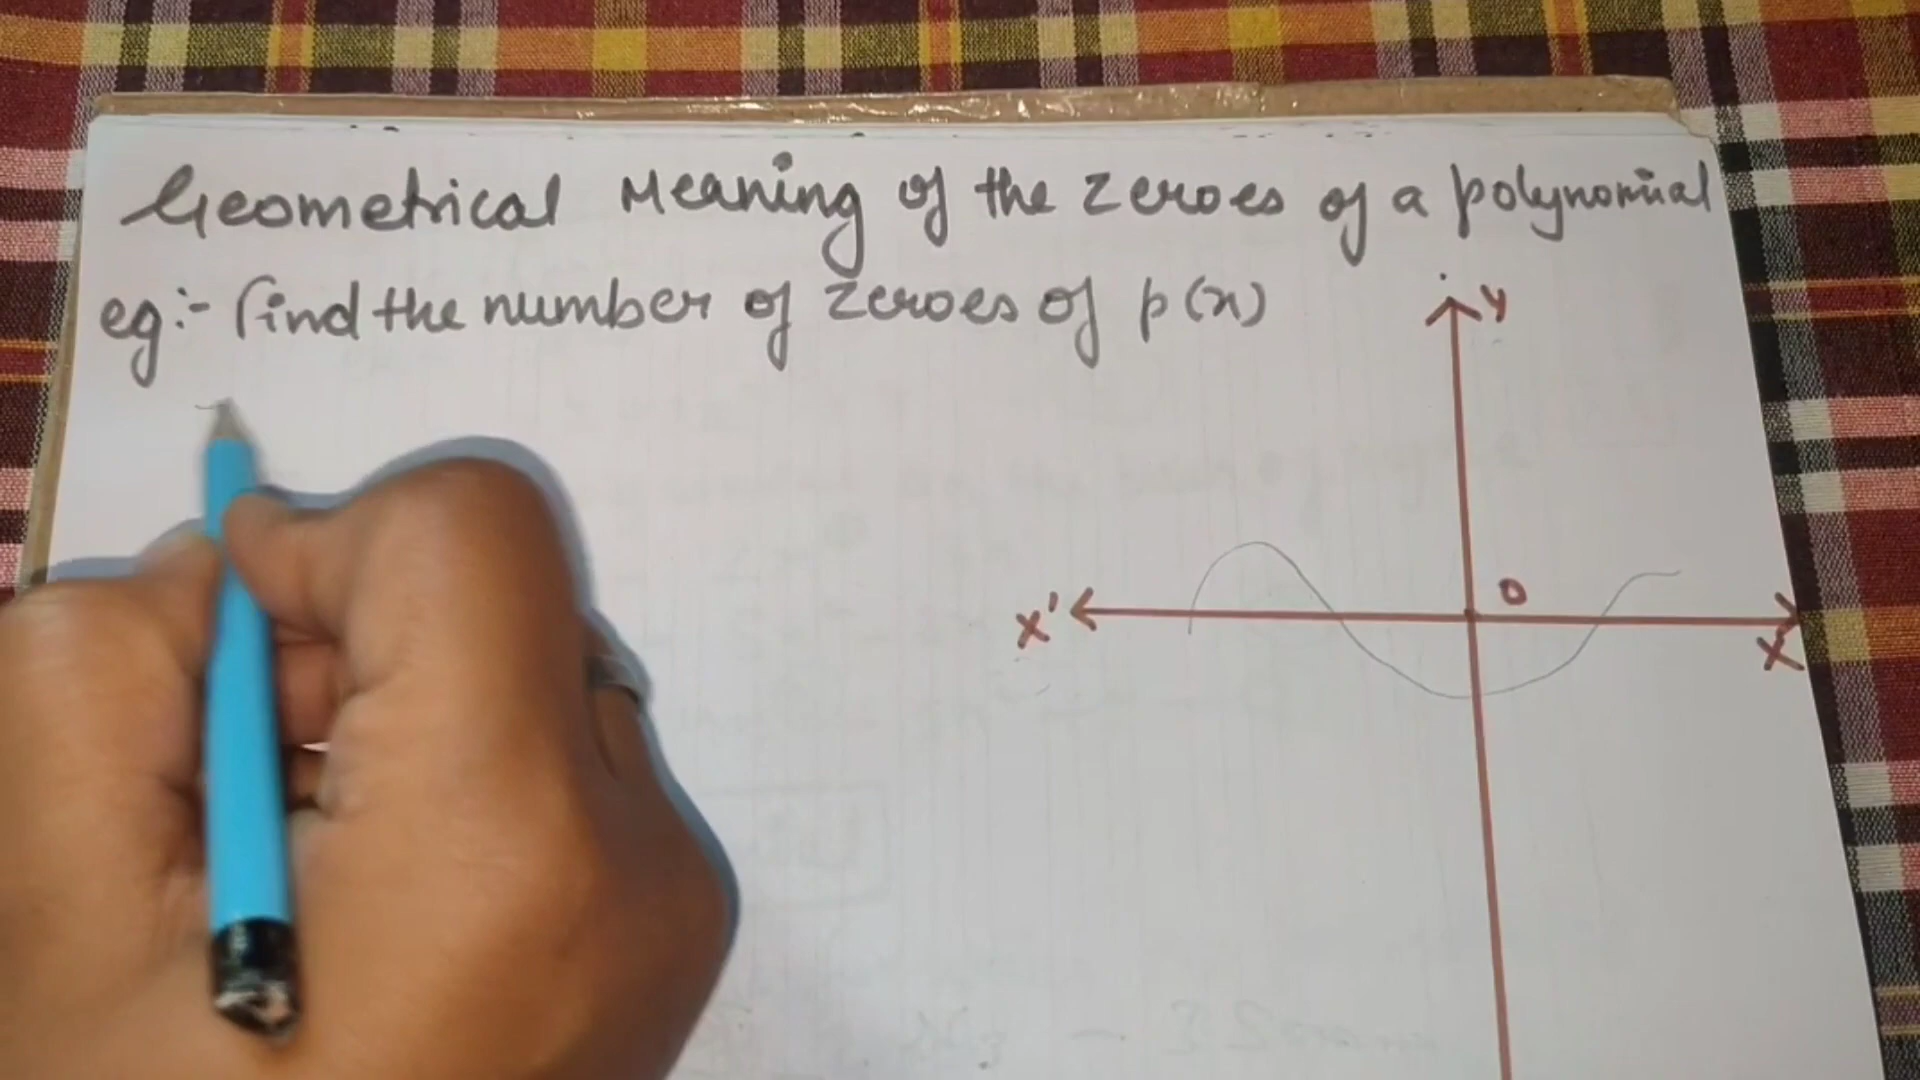 Geometrical Meaning of the zeroes of a polynomial
eg:- find the number of zeroes of p(x)
Y
O
X'
X